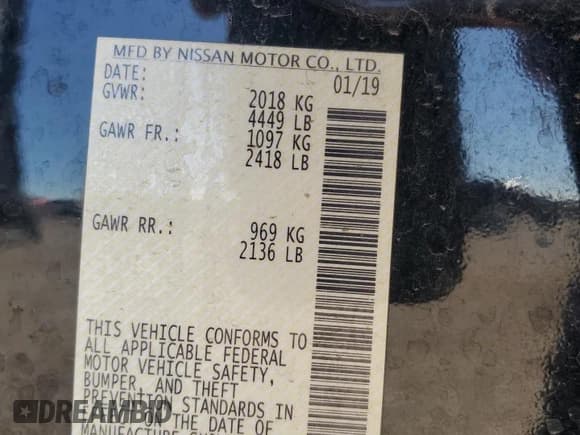 MFD BY NISSAN MOTOR CO., LTD.
DATE: 01/19
GVWR: 2018 KG
4449 LB
GAWR FR.: 1097 KG
2418 LB
GAWR RR.: 969 KG
2136 LB
THIS VEHICLE CONFORMS TO
ALL APPLICABLE FEDERAL
MOTOR VEHICLE SAFETY,
BUMPER, AND THEFT
PREVENTION STANDARDS IN
ON THE DATE OF
MANUFACTURE
DREAMBID